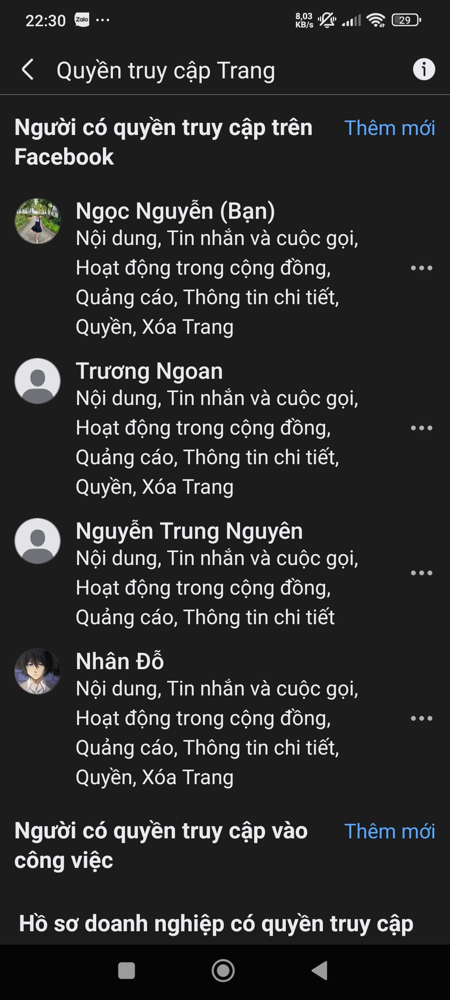 22:30 Zalo 8,03 KB/s 29
Quyền truy cập Trang
Người có quyền truy cập trên
Facebook
Thêm mới
Ngọc Nguyễn (Bạn)
Nội dung, Tin nhắn và cuộc gọi,
Hoạt động trong cộng đồng,
Quảng cáo, Thông tin chi tiết,
Quyền, Xóa Trang
Trương Ngoan
Nội dung, Tin nhắn và cuộc gọi,
Hoạt động trong cộng đồng,
Quảng cáo, Thông tin chi tiết,
Quyền, Xóa Trang
Nguyễn Trung Nguyên
Nội dung, Tin nhắn và cuộc gọi,
Hoạt động trong cộng đồng,
Quảng cáo, Thông tin chi tiết
Nhân Đỗ
Nội dung, Tin nhắn và cuộc gọi,
Hoạt động trong cộng đồng,
Quảng cáo, Thông tin chi tiết,
Quyền, Xóa Trang
Người có quyền truy cập vào
công việc
Thêm mới
Hồ sơ doanh nghiệp có quyền truy cập